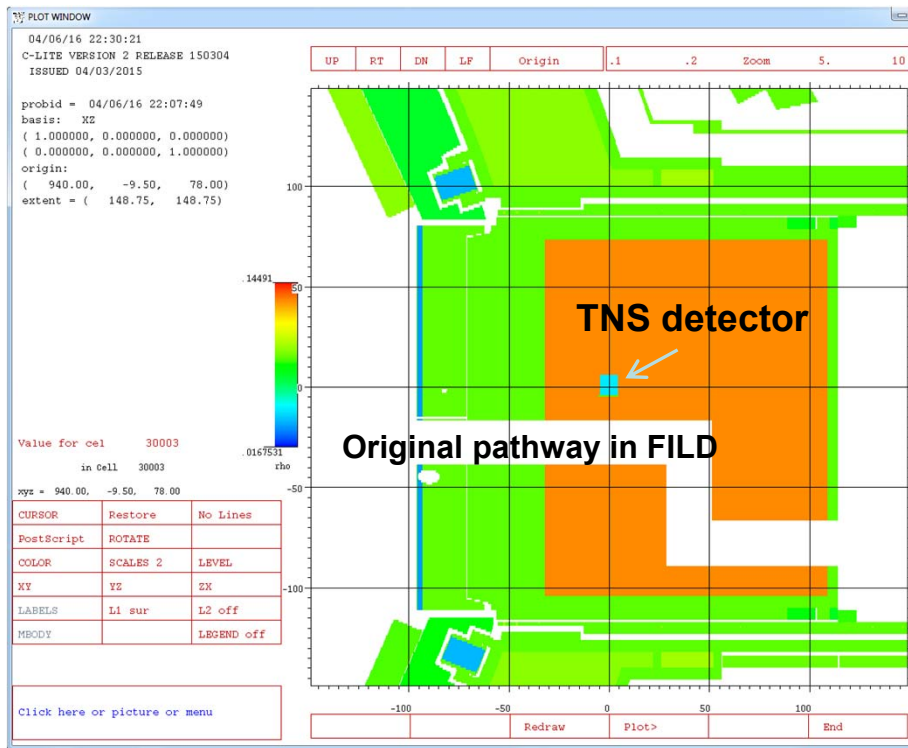 PLOT WINDOW
04/06/16 22:30:21
C-LITE VERSION 2 RELEASE 150304
ISSUED 04/03/2015
probid = 04/06/16 22:07:49
basis: XZ
( 1.000000, 0.000000, 0.000000)
( 0.000000, 0.000000, 1.000000)
origin:
( 940.00, -9.50, 78.00)
extent = ( 148.75, 148.75)
UP RT DN LF Origin .1 .2 Zoom 5. 10
100
.14491
50
TNS detector
0
Original pathway in FILD
Value for cel 30003
.0167531
in Cell 30003 rho
xyz = 940.00, -9.50, 78.00
-50
CURSOR Restore No Lines
PostScript ROTATE
COLOR SCALES 2 LEVEL
XY YZ ZX
-100
LABELS L1 sur L2 off
MBODY LEGEND off
Click here or picture or menu
-100 -50 0 50 100
Redraw Plot> End